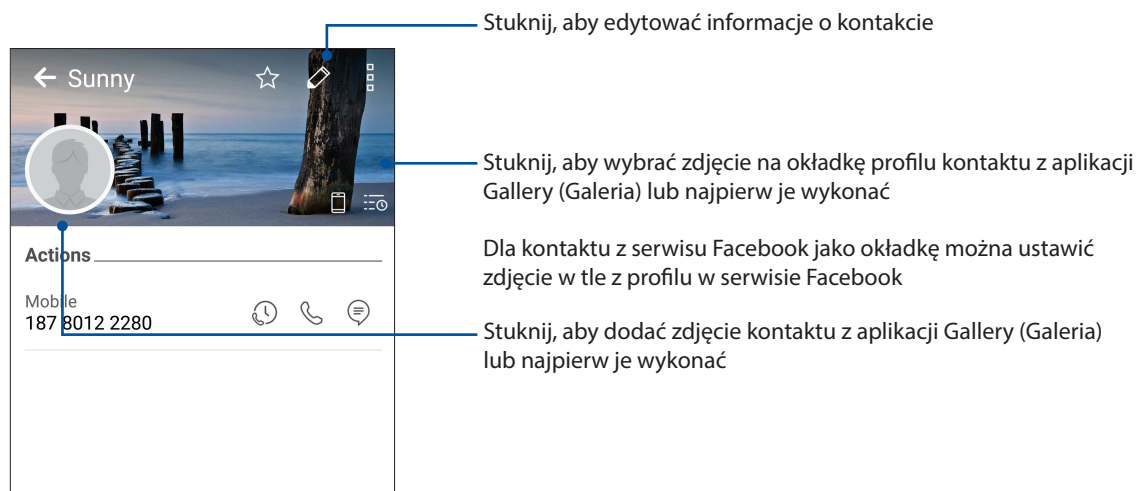 Stuknij, aby edytować informacje o kontakcie
Sunny
Stuknij, aby wybrać zdjęcie na okładkę profilu kontaktu z aplikacji
Gallery (Galeria) lub najpierw je wykonać
Dla kontaktu z serwisu Facebook jako okładkę można ustawić
zdjęcie w tle z profilu w serwisie Facebook
Actions
Mobile
187 8012 2280
Stuknij, aby dodać zdjęcie kontaktu z aplikacji Gallery (Galeria)
lub najpierw je wykonać